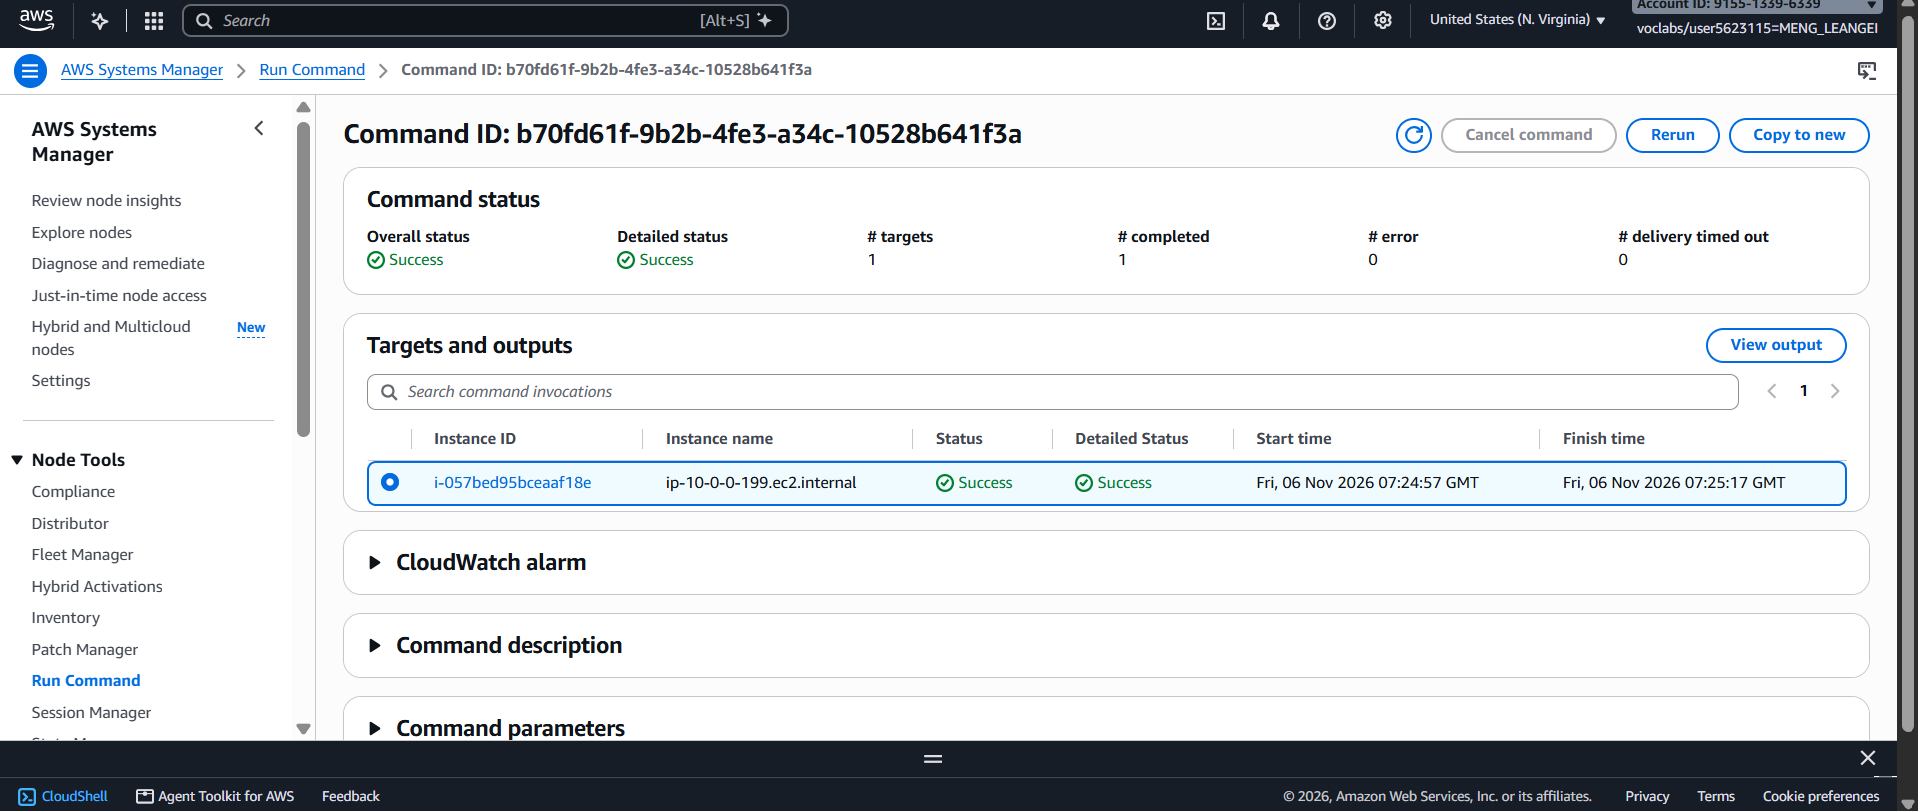 aws
Search
[Alt+S]
United States (N. Virginia)
Account ID: 9155-1339-6339
voclabs/user5623115=MENG_LEANGEI
AWS Systems Manager
Run Command
Command ID: b70fd61f-9b2b-4fe3-a34c-10528b641f3a
AWS Systems
Manager
Review node insights
Explore nodes
Diagnose and remediate
Just-in-time node access
Hybrid and Multicloud
nodes
New
Settings
Node Tools
Compliance
Distributor
Fleet Manager
Hybrid Activations
Inventory
Patch Manager
Run Command
Session Manager
Command ID: b70fd61f-9b2b-4fe3-a34c-10528b641f3a
Cancel command
Rerun
Copy to new
Command status
Overall status
Detailed status
# targets
# completed
# error
# delivery timed out
Success
Success
1
1
0
0
Targets and outputs
View output
Search command invocations
1
Instance ID
Instance name
Status
Detailed Status
Start time
Finish time
i-057bed95bceaaf18e
ip-10-0-0-199.ec2.internal
Success
Success
Fri, 06 Nov 2026 07:24:57 GMT
Fri, 06 Nov 2026 07:25:17 GMT
CloudWatch alarm
Command description
Command parameters
CloudShell
Agent Toolkit for AWS
Feedback
© 2026, Amazon Web Services, Inc. or its affiliates.
Privacy
Terms
Cookie preferences